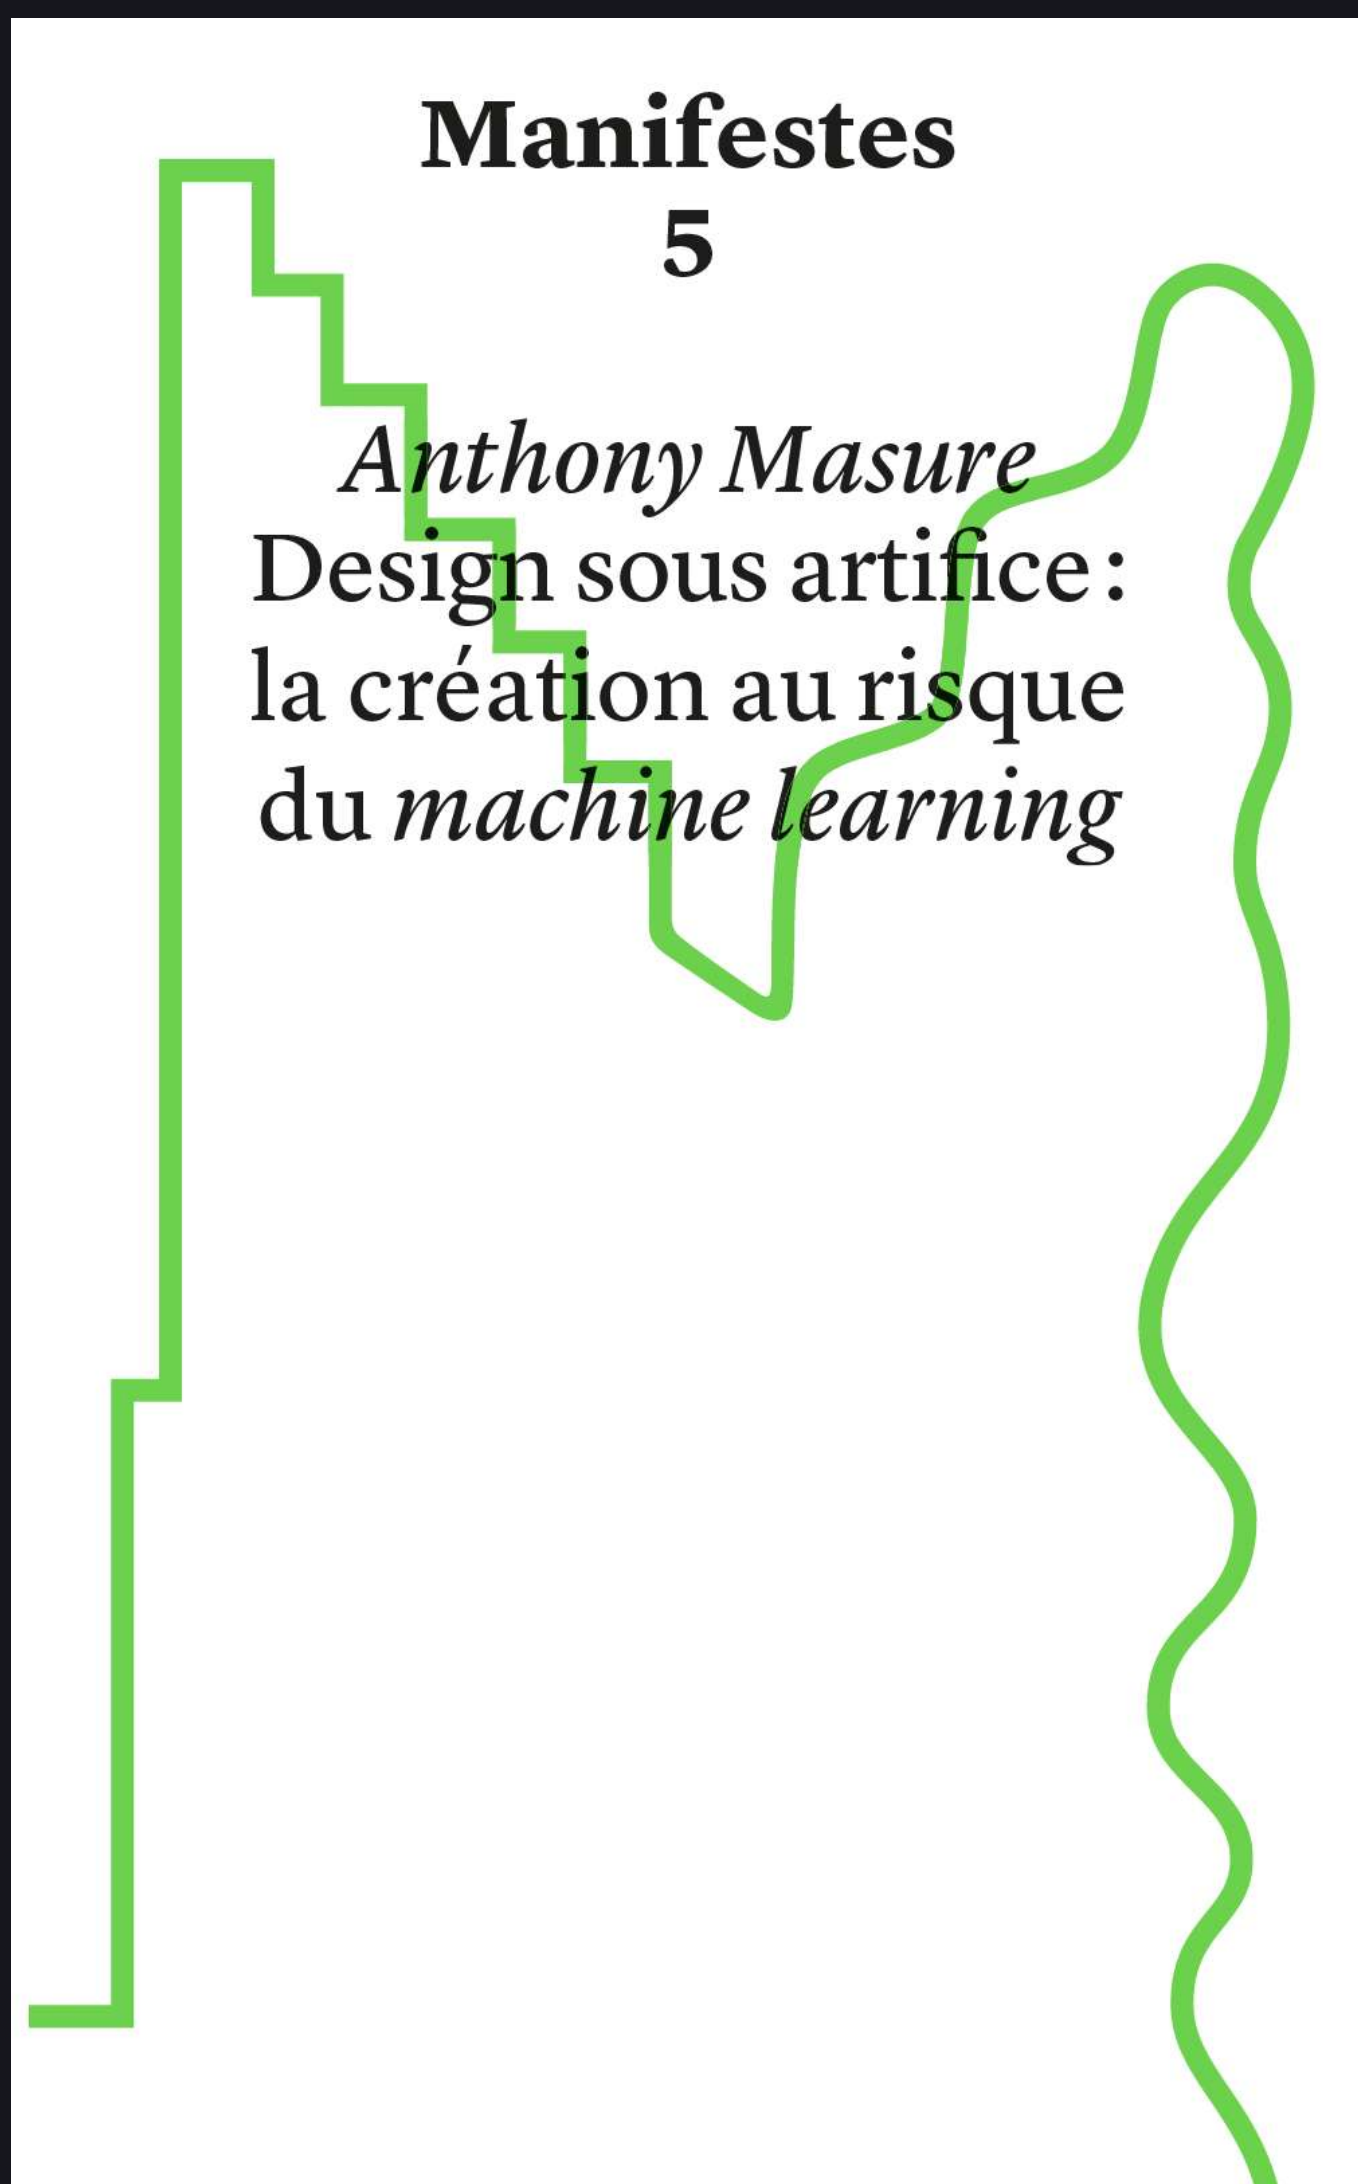 Manifestes
5
Anthony Masure
Design sous artifice :
la création au risque
du machine learning